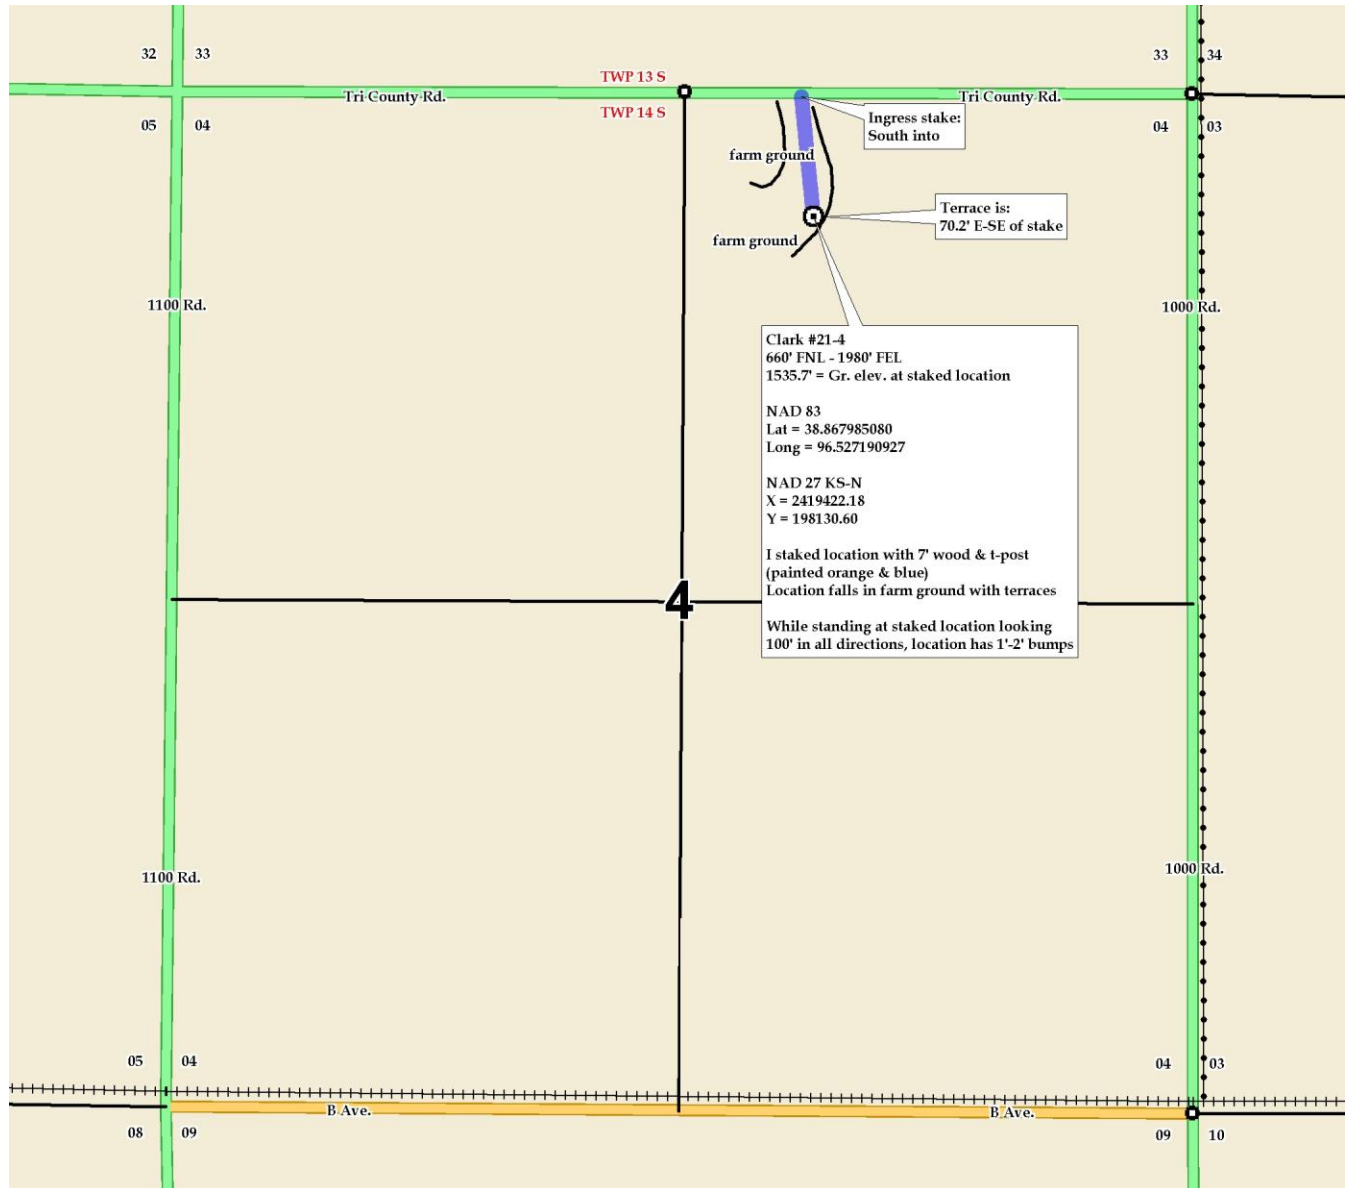 32 33
33 34
TWP 13 S
Tri County Rd.
Tri County Rd.
TWP 14 S
05 04
04 03
Ingress stake:
South into
farm ground
Terrace is:
70.2' E-SE of stake
farm ground
1100 Rd.
1000 Rd.
Clark #21-4
660' FNL - 1980' FEL
1535.7' = Gr. elev. at staked location
NAD 83
Lat = 38.867985080
Long = 96.527190927
NAD 27 KS-N
X = 2419422.18
Y = 198130.60
I staked location with 7' wood & t-post
(painted orange & blue)
Location falls in farm ground with terraces
While standing at staked location looking
100' in all directions, location has 1'-2' bumps
4
1100 Rd.
1000 Rd.
05 04
04 03
B Ave.
B Ave.
08 09
09 10